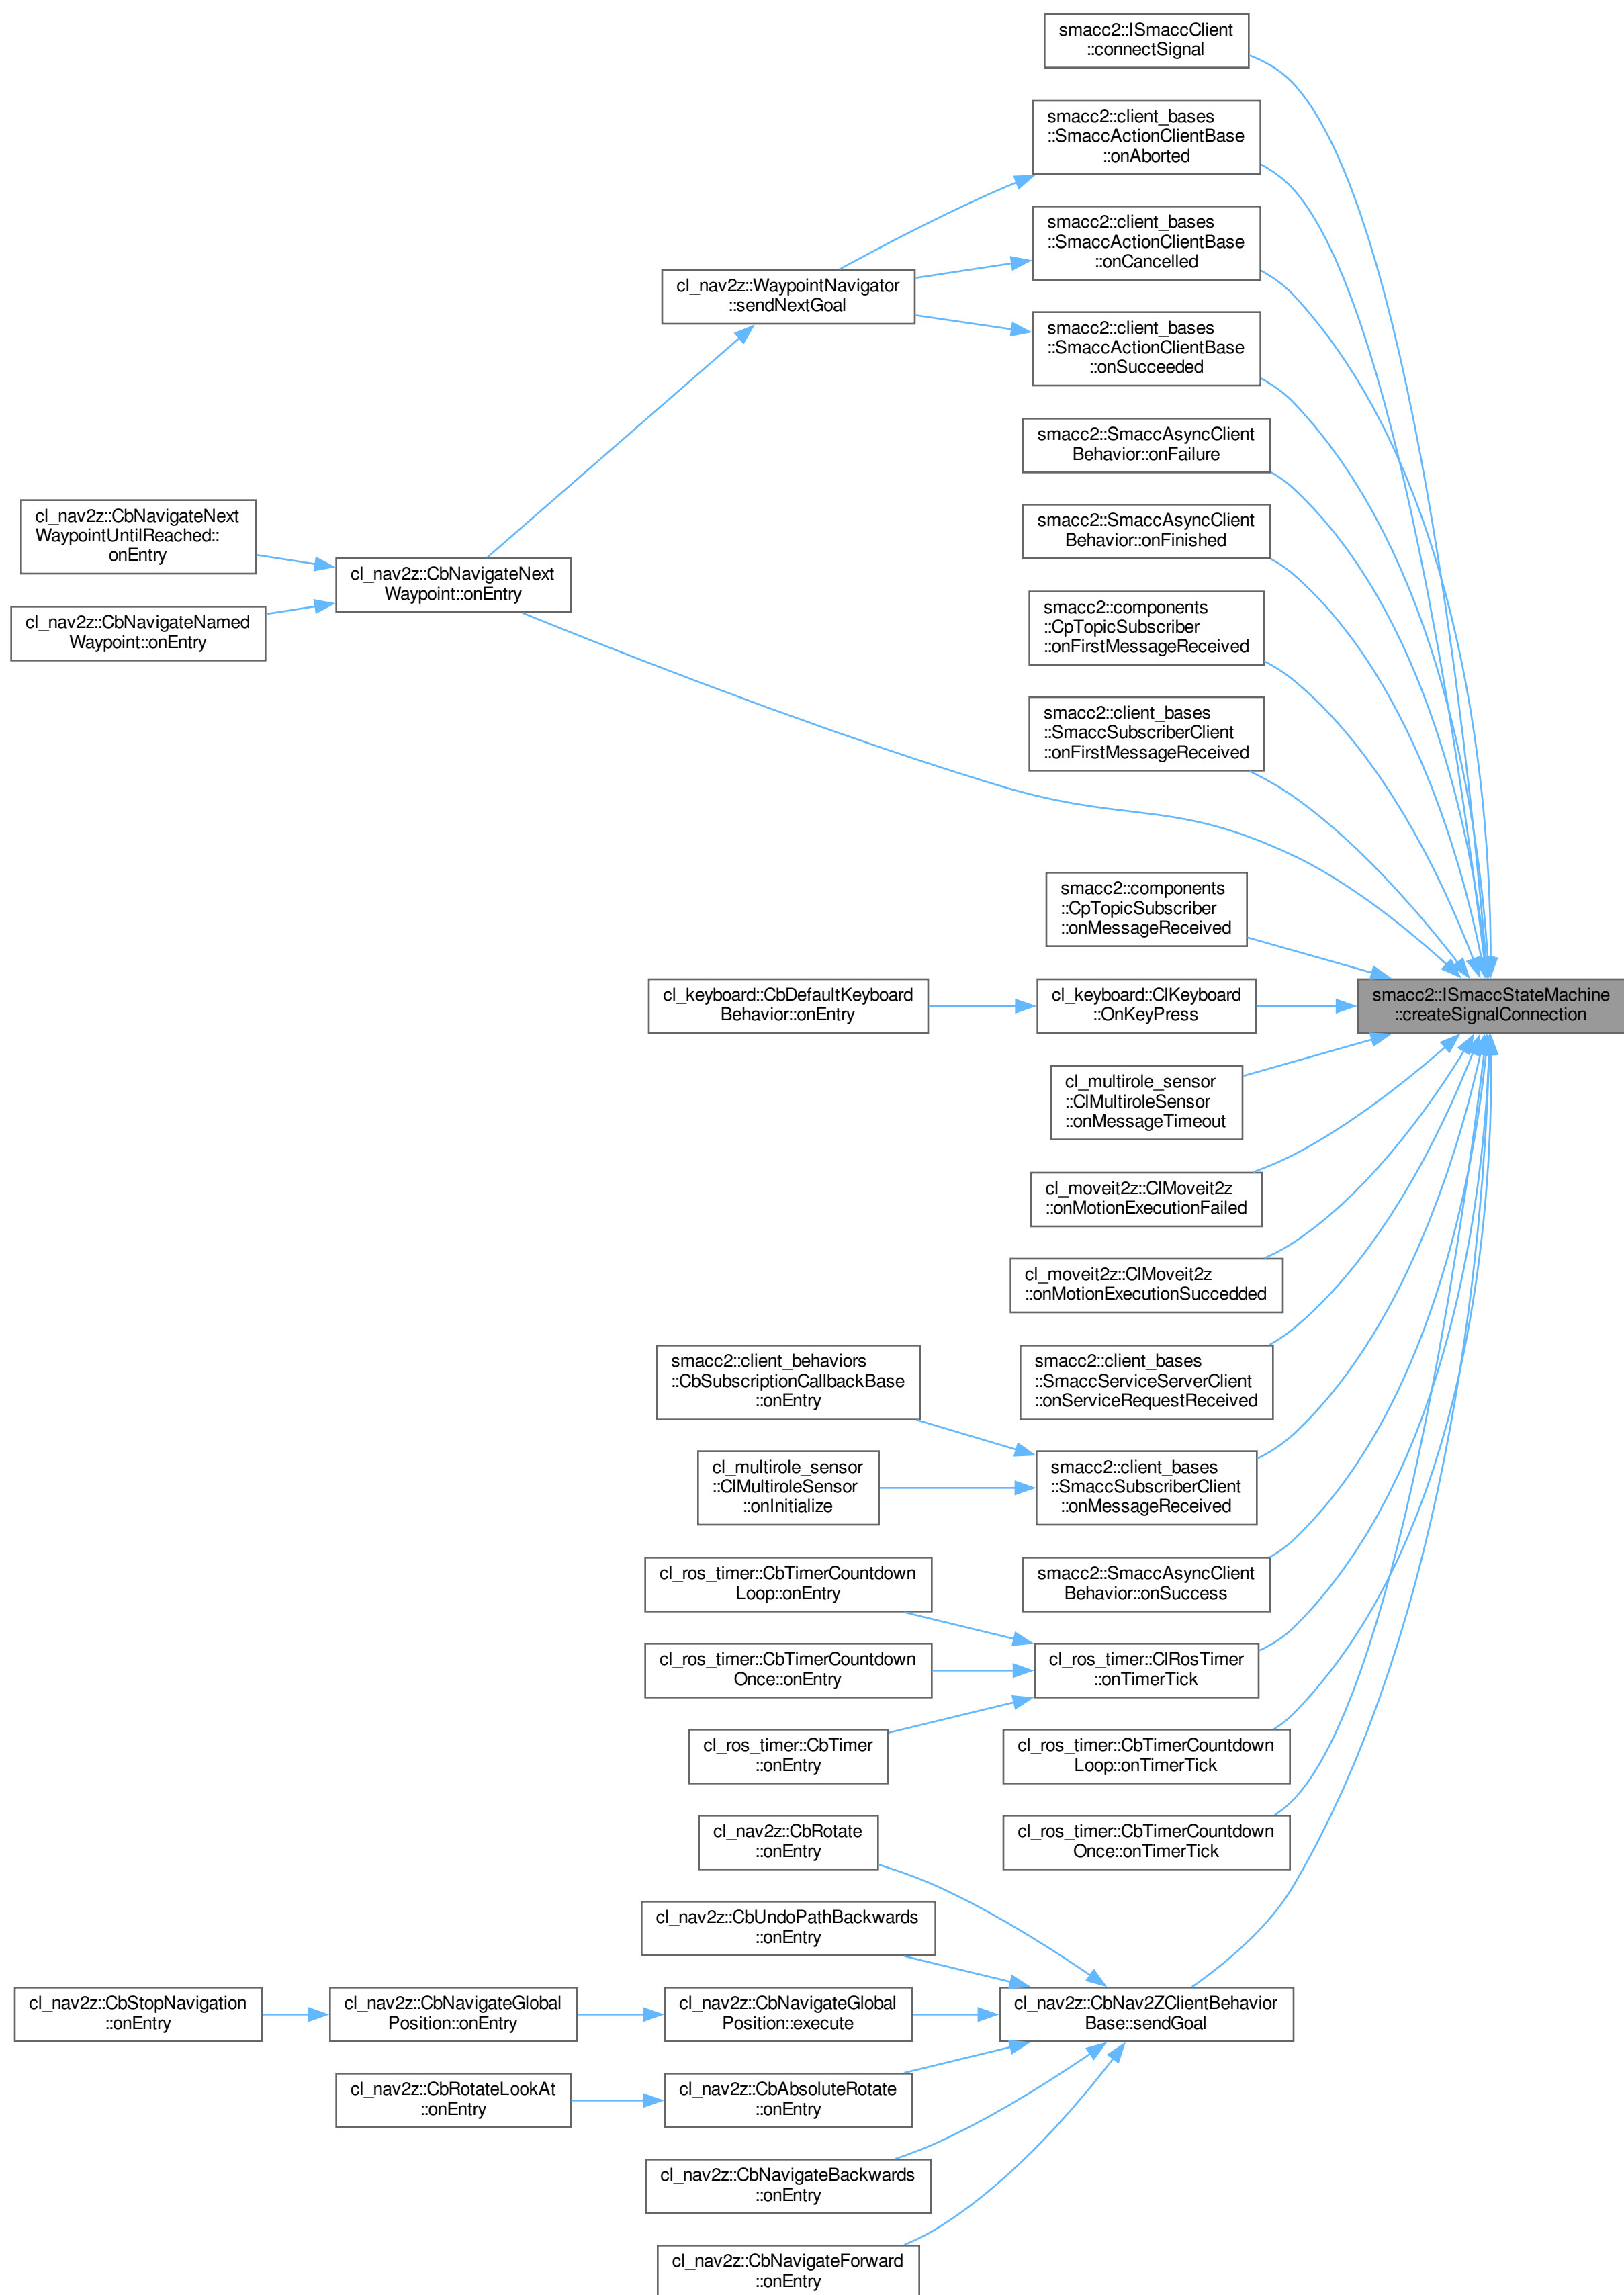 smacc2::ISmaccClient
::connectSignal
smacc2::client_bases
::SmaccActionClientBase
::onAborted
smacc2::client_bases
::SmaccActionClientBase
::onCancelled
cl_nav2z::WaypointNavigator
::sendNextGoal
smacc2::client_bases
::SmaccActionClientBase
::onSucceeded
smacc2::SmaccAsyncClient
Behavior::onFailure
cl_nav2z::CbNavigateNext
WaypointUntilReached::
onEntry
smacc2::SmaccAsyncClient
Behavior::onFinished
cl_nav2z::CbNavigateNext
Waypoint::onEntry
cl_nav2z::CbNavigateNamed
Waypoint::onEntry
smacc2::components
::CpTopicSubscriber
::onFirstMessageReceived
smacc2::client_bases
::SmaccSubscriberClient
::onFirstMessageReceived
smacc2::components
::CpTopicSubscriber
::onMessageReceived
cl_keyboard::CbDefaultKeyboard
Behavior::onEntry
cl_keyboard::ClKeyboard
::OnKeyPress
smacc2::ISmaccStateMachine
::createSignalConnection
cl_multirole_sensor
::ClMultiroleSensor
::onMessageTimeout
cl_moveit2z::ClMoveit2z
::onMotionExecutionFailed
cl_moveit2z::ClMoveit2z
::onMotionExecutionSuccedded
smacc2::client_behaviors
::CbSubscriptionCallbackBase
::onEntry
smacc2::client_bases
::SmaccServiceServerClient
::onServiceRequestReceived
cl_multirole_sensor
::ClMultiroleSensor
::onInitialize
smacc2::client_bases
::SmaccSubscriberClient
::onMessageReceived
cl_ros_timer::CbTimerCountdown
Loop::onEntry
smacc2::SmaccAsyncClient
Behavior::onSuccess
cl_ros_timer::CbTimerCountdown
Once::onEntry
cl_ros_timer::ClRosTimer
::onTimerTick
cl_ros_timer::CbTimer
::onEntry
cl_ros_timer::CbTimerCountdown
Loop::onTimerTick
cl_nav2z::CbRotate
::onEntry
cl_ros_timer::CbTimerCountdown
Once::onTimerTick
cl_nav2z::CbUndoPathBackwards
::onEntry
cl_nav2z::CbStopNavigation
::onEntry
cl_nav2z::CbNavigateGlobal
Position::onEntry
cl_nav2z::CbNavigateGlobal
Position::execute
cl_nav2z::CbNav2ZClientBehavior
Base::sendGoal
cl_nav2z::CbRotateLookAt
::onEntry
cl_nav2z::CbAbsoluteRotate
::onEntry
cl_nav2z::CbNavigateBackwards
::onEntry
cl_nav2z::CbNavigateForward
::onEntry